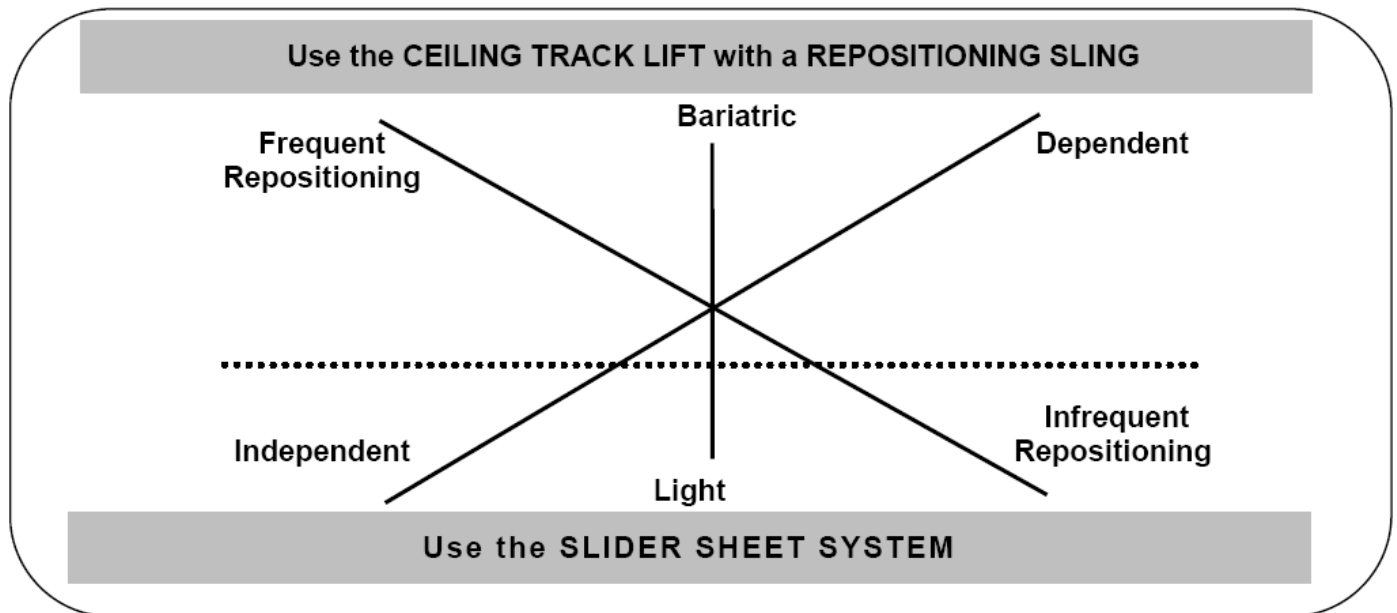 Use the CEILING TRACK LIFT with a REPOSITIONING SLING
Bariatric
Frequent
Repositioning
Dependent
Independent
Infrequent
Repositioning
Light
Use the SLIDER SHEET SYSTEM